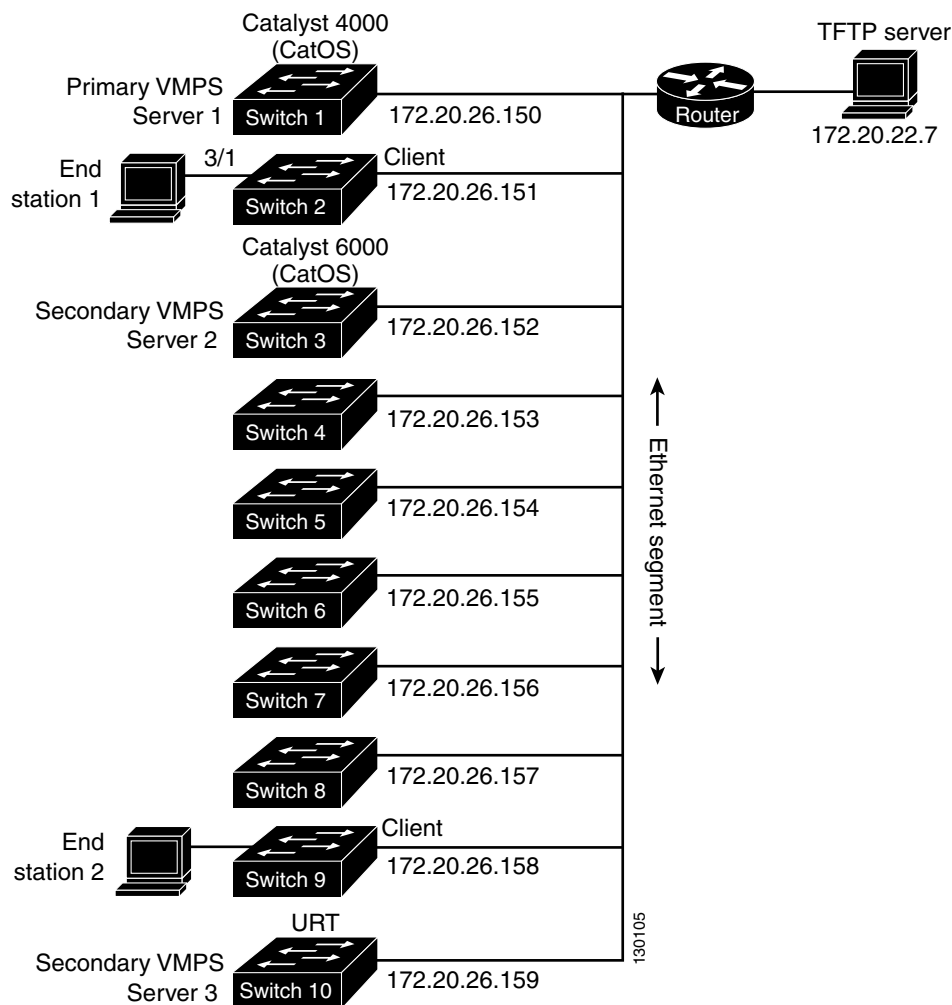 Catalyst 4000
(CatOS)
TFTP server
Primary VMPS
Server 1
Switch 1
172.20.26.150
Router
172.20.22.7
End
station 1
3/1
Switch 2
Client
172.20.26.151
Catalyst 6000
(CatOS)
Secondary VMPS
Server 2
Switch 3
172.20.26.152
Switch 4
172.20.26.153
Switch 5
172.20.26.154
Ethernet segment
Switch 6
172.20.26.155
Switch 7
172.20.26.156
Switch 8
172.20.26.157
End
station 2
Switch 9
Client
172.20.26.158
URT
Secondary VMPS
Server 3
Switch 10
172.20.26.159
130105